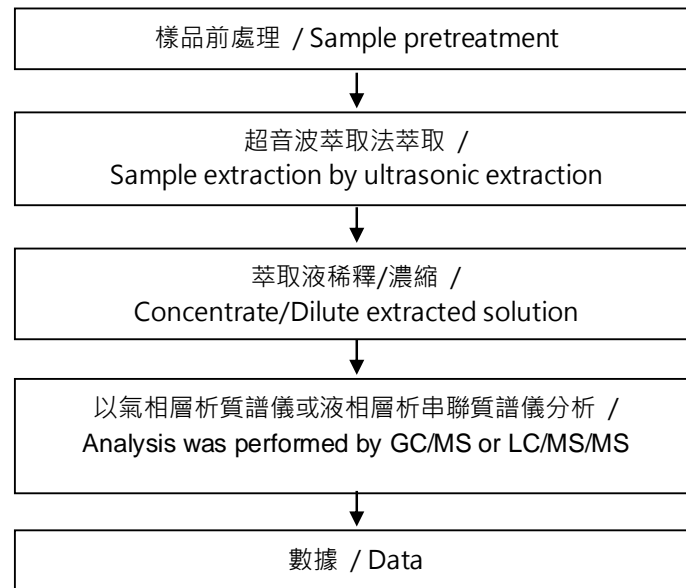 樣品前處理 / Sample pretreatment
超音波萃取法萃取 /
Sample extraction by ultrasonic extraction
萃取液稀釋/濃縮 /
Concentrate/Dilute extracted solution
以氣相層析質譜儀或液相層析串聯質譜儀分析 /
Analysis was performed by GC/MS or LC/MS/MS
數據 / Data